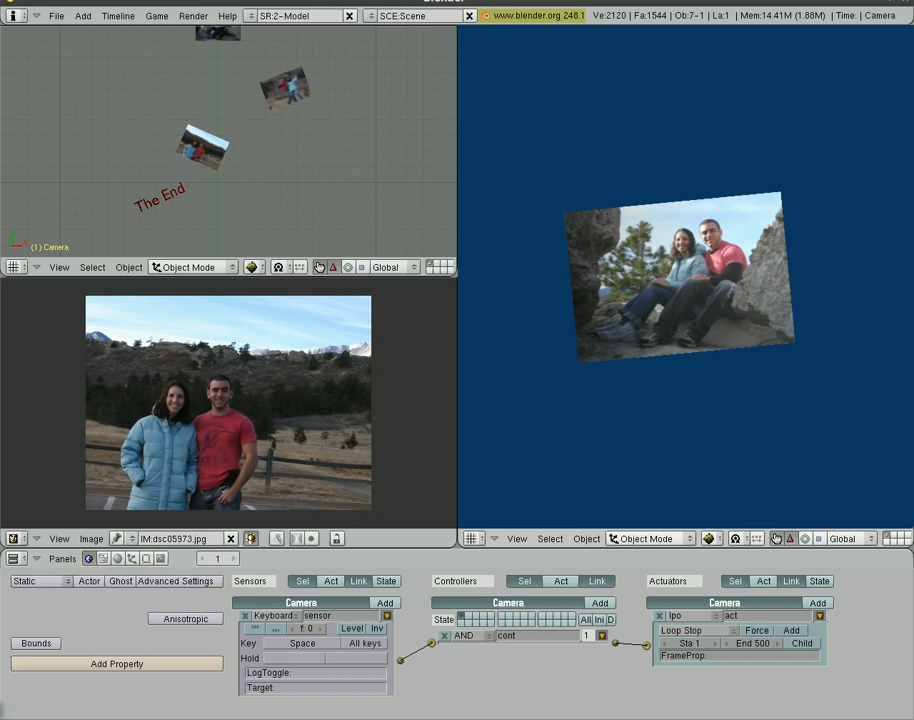 Blender
File Add Timeline Game Render Help SR:2-Model SCE:Scene www.blender.org 248.1 Ve:2120 | Fa:1544 | Ob:7-1 | La:1 | Mem:14.41M (1.88M) | Time: | Camera
The End
(1) Camera
View Select Object Object Mode Global
View Image IM:dsc05973.jpg
View Select Object Object Mode Global
Panels 1
Static Actor Ghost Advanced Settings
Anisotropic
Bounds
Add Property
Sensors Sel Act Link State
Camera Add
Keyboard sensor
f: 0 Level Inv
Key Space All keys
Hold
LogToggle:
Target:
Controllers Sel Act Link
Camera Add
State All Ini D
AND cont 1
Actuators Sel Act Link State
Camera Add
Ipo act
Loop Stop Force Add
Sta 1 End 500 Child
FrameProp: